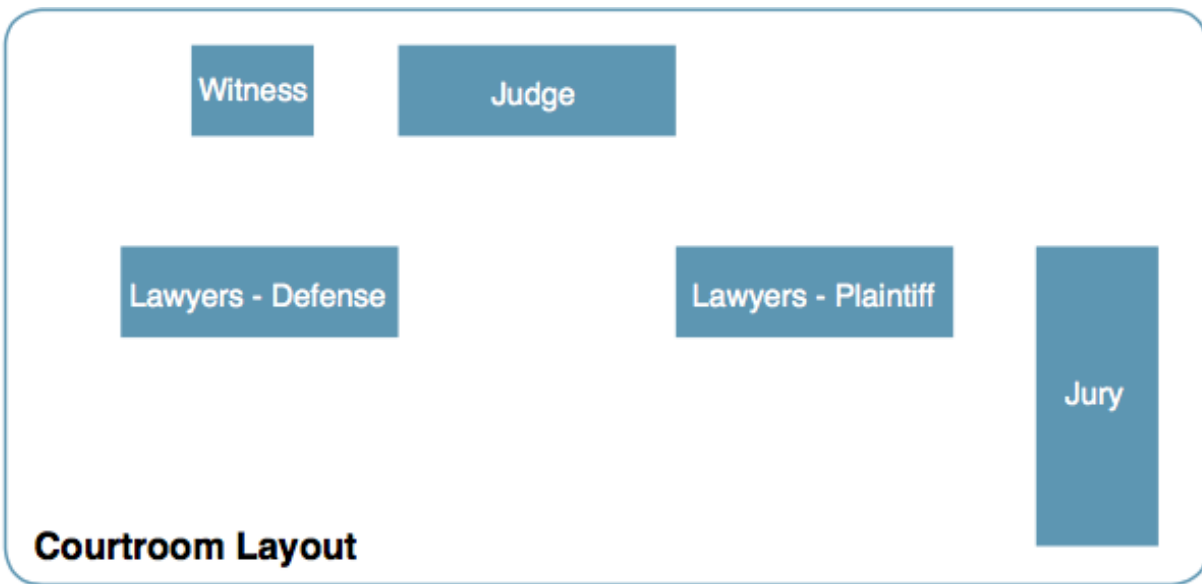 Witness
Judge
Lawyers - Defense
Lawyers - Plaintiff
Jury
Courtroom Layout